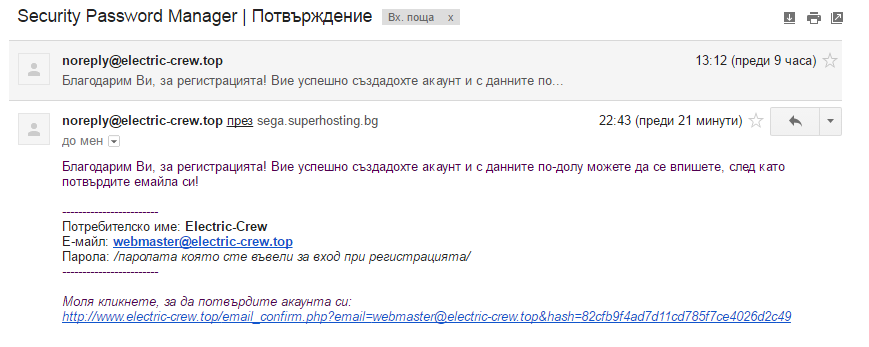 Security Password Manager | Потвърждение Вх. поща x
noreply@electric-crew.top 13:12 (преди 9 часа)
Благодарим Ви, за регистрацията! Вие успешно създадохте акаунт и с данните по...
noreply@electric-crew.top през sega.superhosting.bg 22:43 (преди 21 минути)
до мен
Благодарим Ви, за регистрацията! Вие успешно създадохте акаунт и с данните по-долу можете да се впишете, след като
потвърдите емайла си!
------------------------
Потребителско име: Electric-Crew
Е-майл: webmaster@electric-crew.top
Парола: /паролата която сте въвели за вход при регистрацията/
------------------------
Моля кликнете, за да потвърдите акаунта си:
http://www.electric-crew.top/email_confirm.php?email=webmaster@electric-crew.top&hash=82cfb9f4ad7d11cd785f7ce4026d2c49